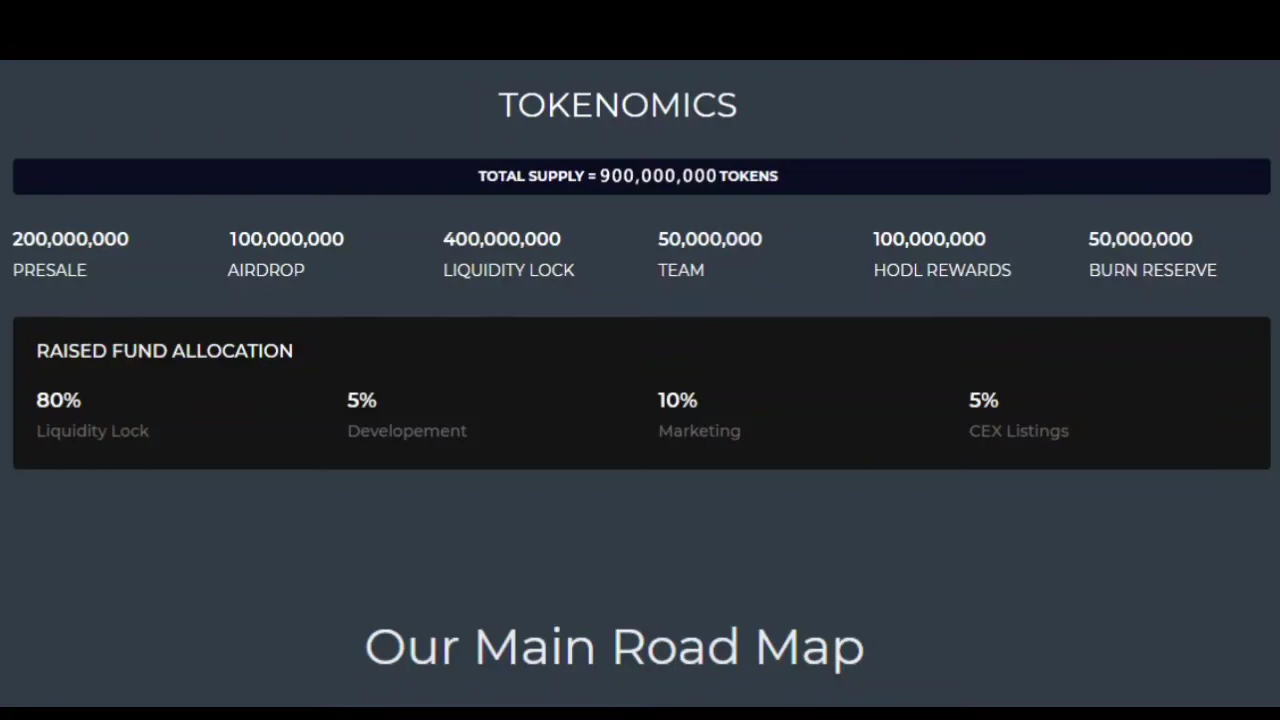 TOKENOMICS
TOTAL SUPPLY = 900,000,000 TOKENS
200,000,000 100,000,000 400,000,000 50,000,000 100,000,000 50,000,000
PRESALE AIRDROP LIQUIDITY LOCK TEAM HODL REWARDS BURN RESERVE
RAISED FUND ALLOCATION
80% 5% 10% 5%
Liquidity Lock Developement Marketing CEX Listings
Our Main Road Map